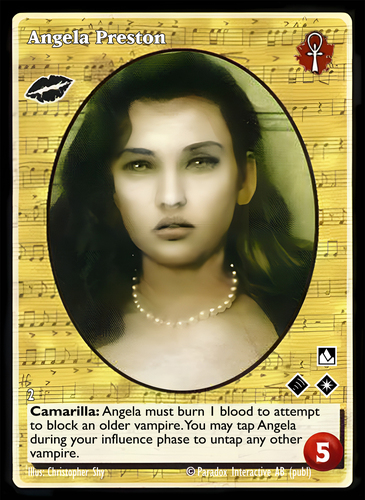 Angela Preston
2
Camarilla: Angela must burn 1 blood to attempt
to block an older vampire. You may tap Angela
during your influence phase to untap any other
vampire.
5
Illus: Christopher Shy © Paradox Interactive AB (publ)